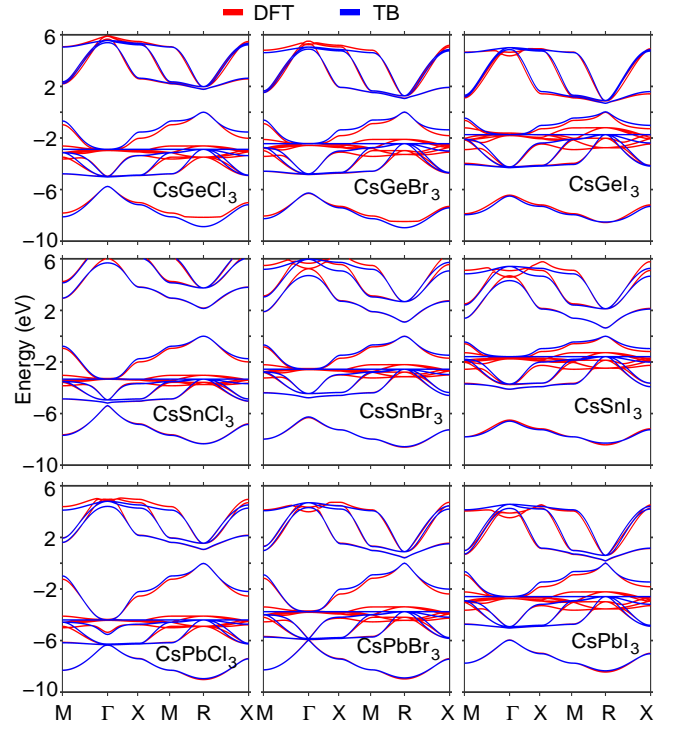 DFT TB
6
2
−2
−6
−10
CsGeCl3 CsGeBr3 CsGeI3
Energy (eV)
6
2
−2
−6
−10
CsSnCl3 CsSnBr3 CsSnI3
6
2
−2
−6
−10
CsPbCl3 CsPbBr3 CsPbI3
M Γ X M R X M Γ X M R X M Γ X M R X